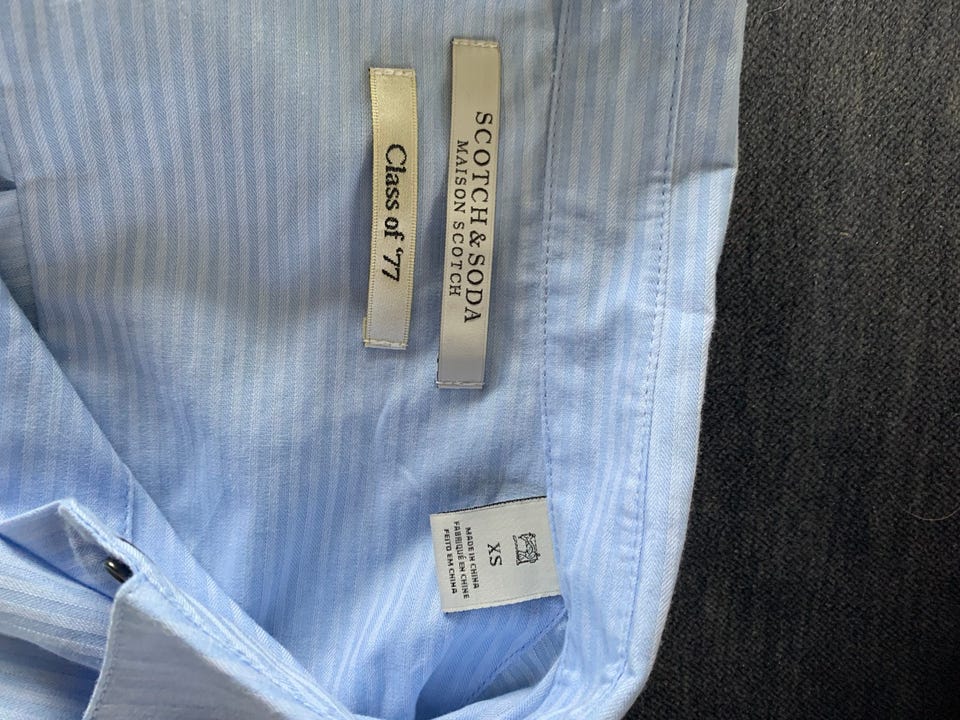 SCOTCH & SODA
MAISON SCOTCH
Class of '77
XS
MADE IN CHINA
FABRIQUÉ EN CHINE
FEITO EM CHINA